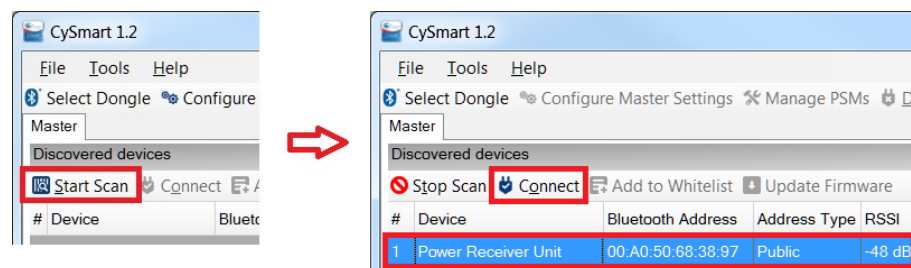 CySmart 1.2
File Tools Help
Select Dongle Configure
Master
Discovered devices
Start Scan Connect
# Device
CySmart 1.2
File Tools Help
Select Dongle Configure Master Settings Manage PSMs
Master
Discovered devices
Stop Scan Connect Add to Whitelist Update Firmware
# Device Bluetooth Address Address Type RSSI
1 Power Receiver Unit 00:A0:50:68:38:97 Public -48 dB